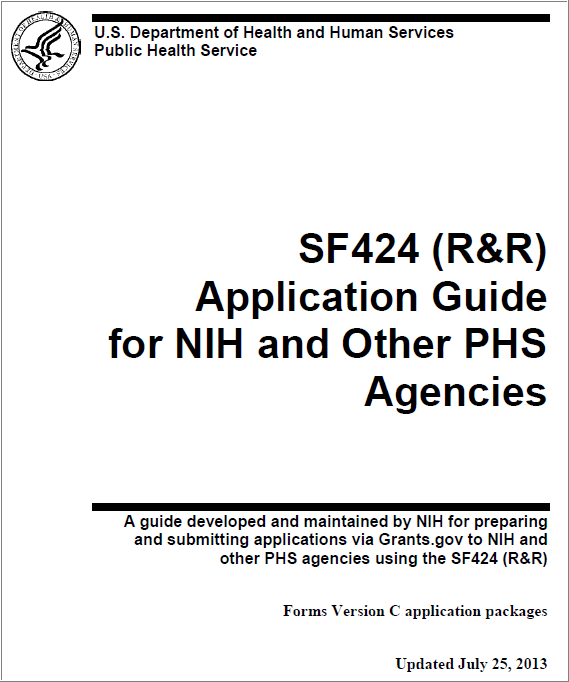 U.S. Department of Health and Human Services
Public Health Service
SF424 (R&R)
Application Guide
for NIH and Other PHS
Agencies
A guide developed and maintained by NIH for preparing
and submitting applications via Grants.gov to NIH and
other PHS agencies using the SF424 (R&R)
Forms Version C application packages
Updated July 25, 2013